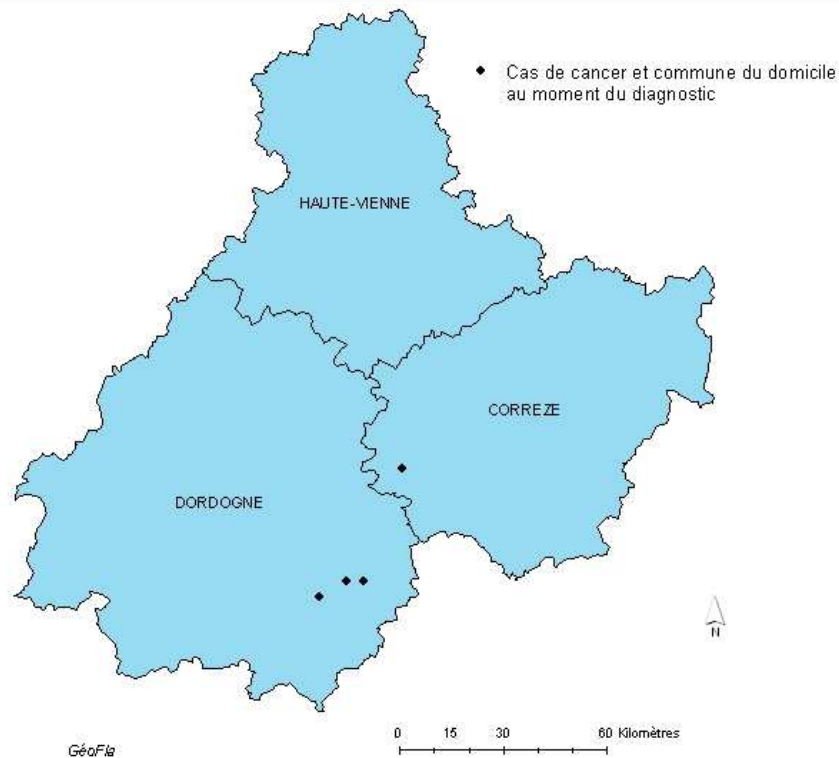 Cas de cancer et commune du domicile
au moment du diagnostic
HAUTE-VIENNE
CORREZE
DORDOGNE
N
0 15 30 60 Kilomètres
GéoFla